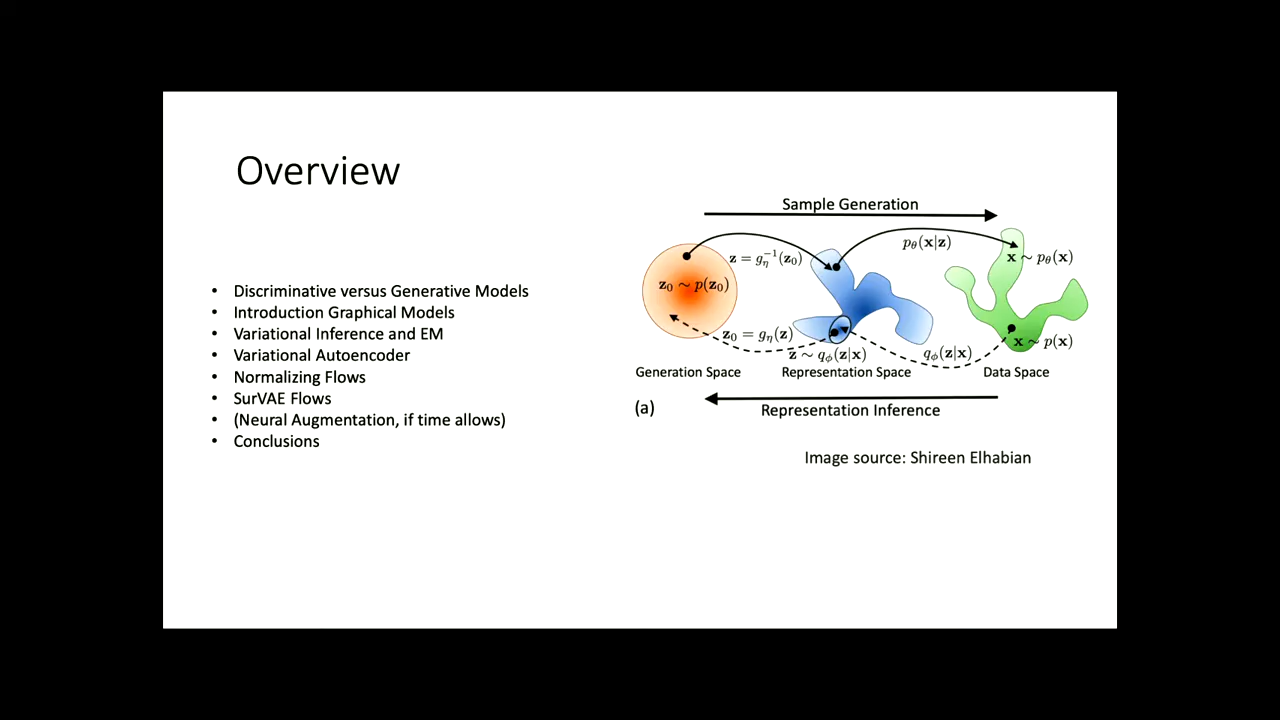 Overview
• Discriminative versus Generative Models
• Introduction Graphical Models
• Variational Inference and EM
• Variational Autoencoder
• Normalizing Flows
• SurVAE Flows
• (Neural Augmentation, if time allows)
• Conclusions
Sample Generation
z = g_η^{-1}(z_0)
p_θ(x|z)
x ∼ p_θ(x)
z_0 ∼ p(z_0)
z_0 = g_η(z)
z ∼ q_ϕ(z|x)
q_ϕ(z|x)
x ∼ p(x)
Generation Space
Representation Space
Data Space
(a)
Representation Inference
Image source: Shireen Elhabian